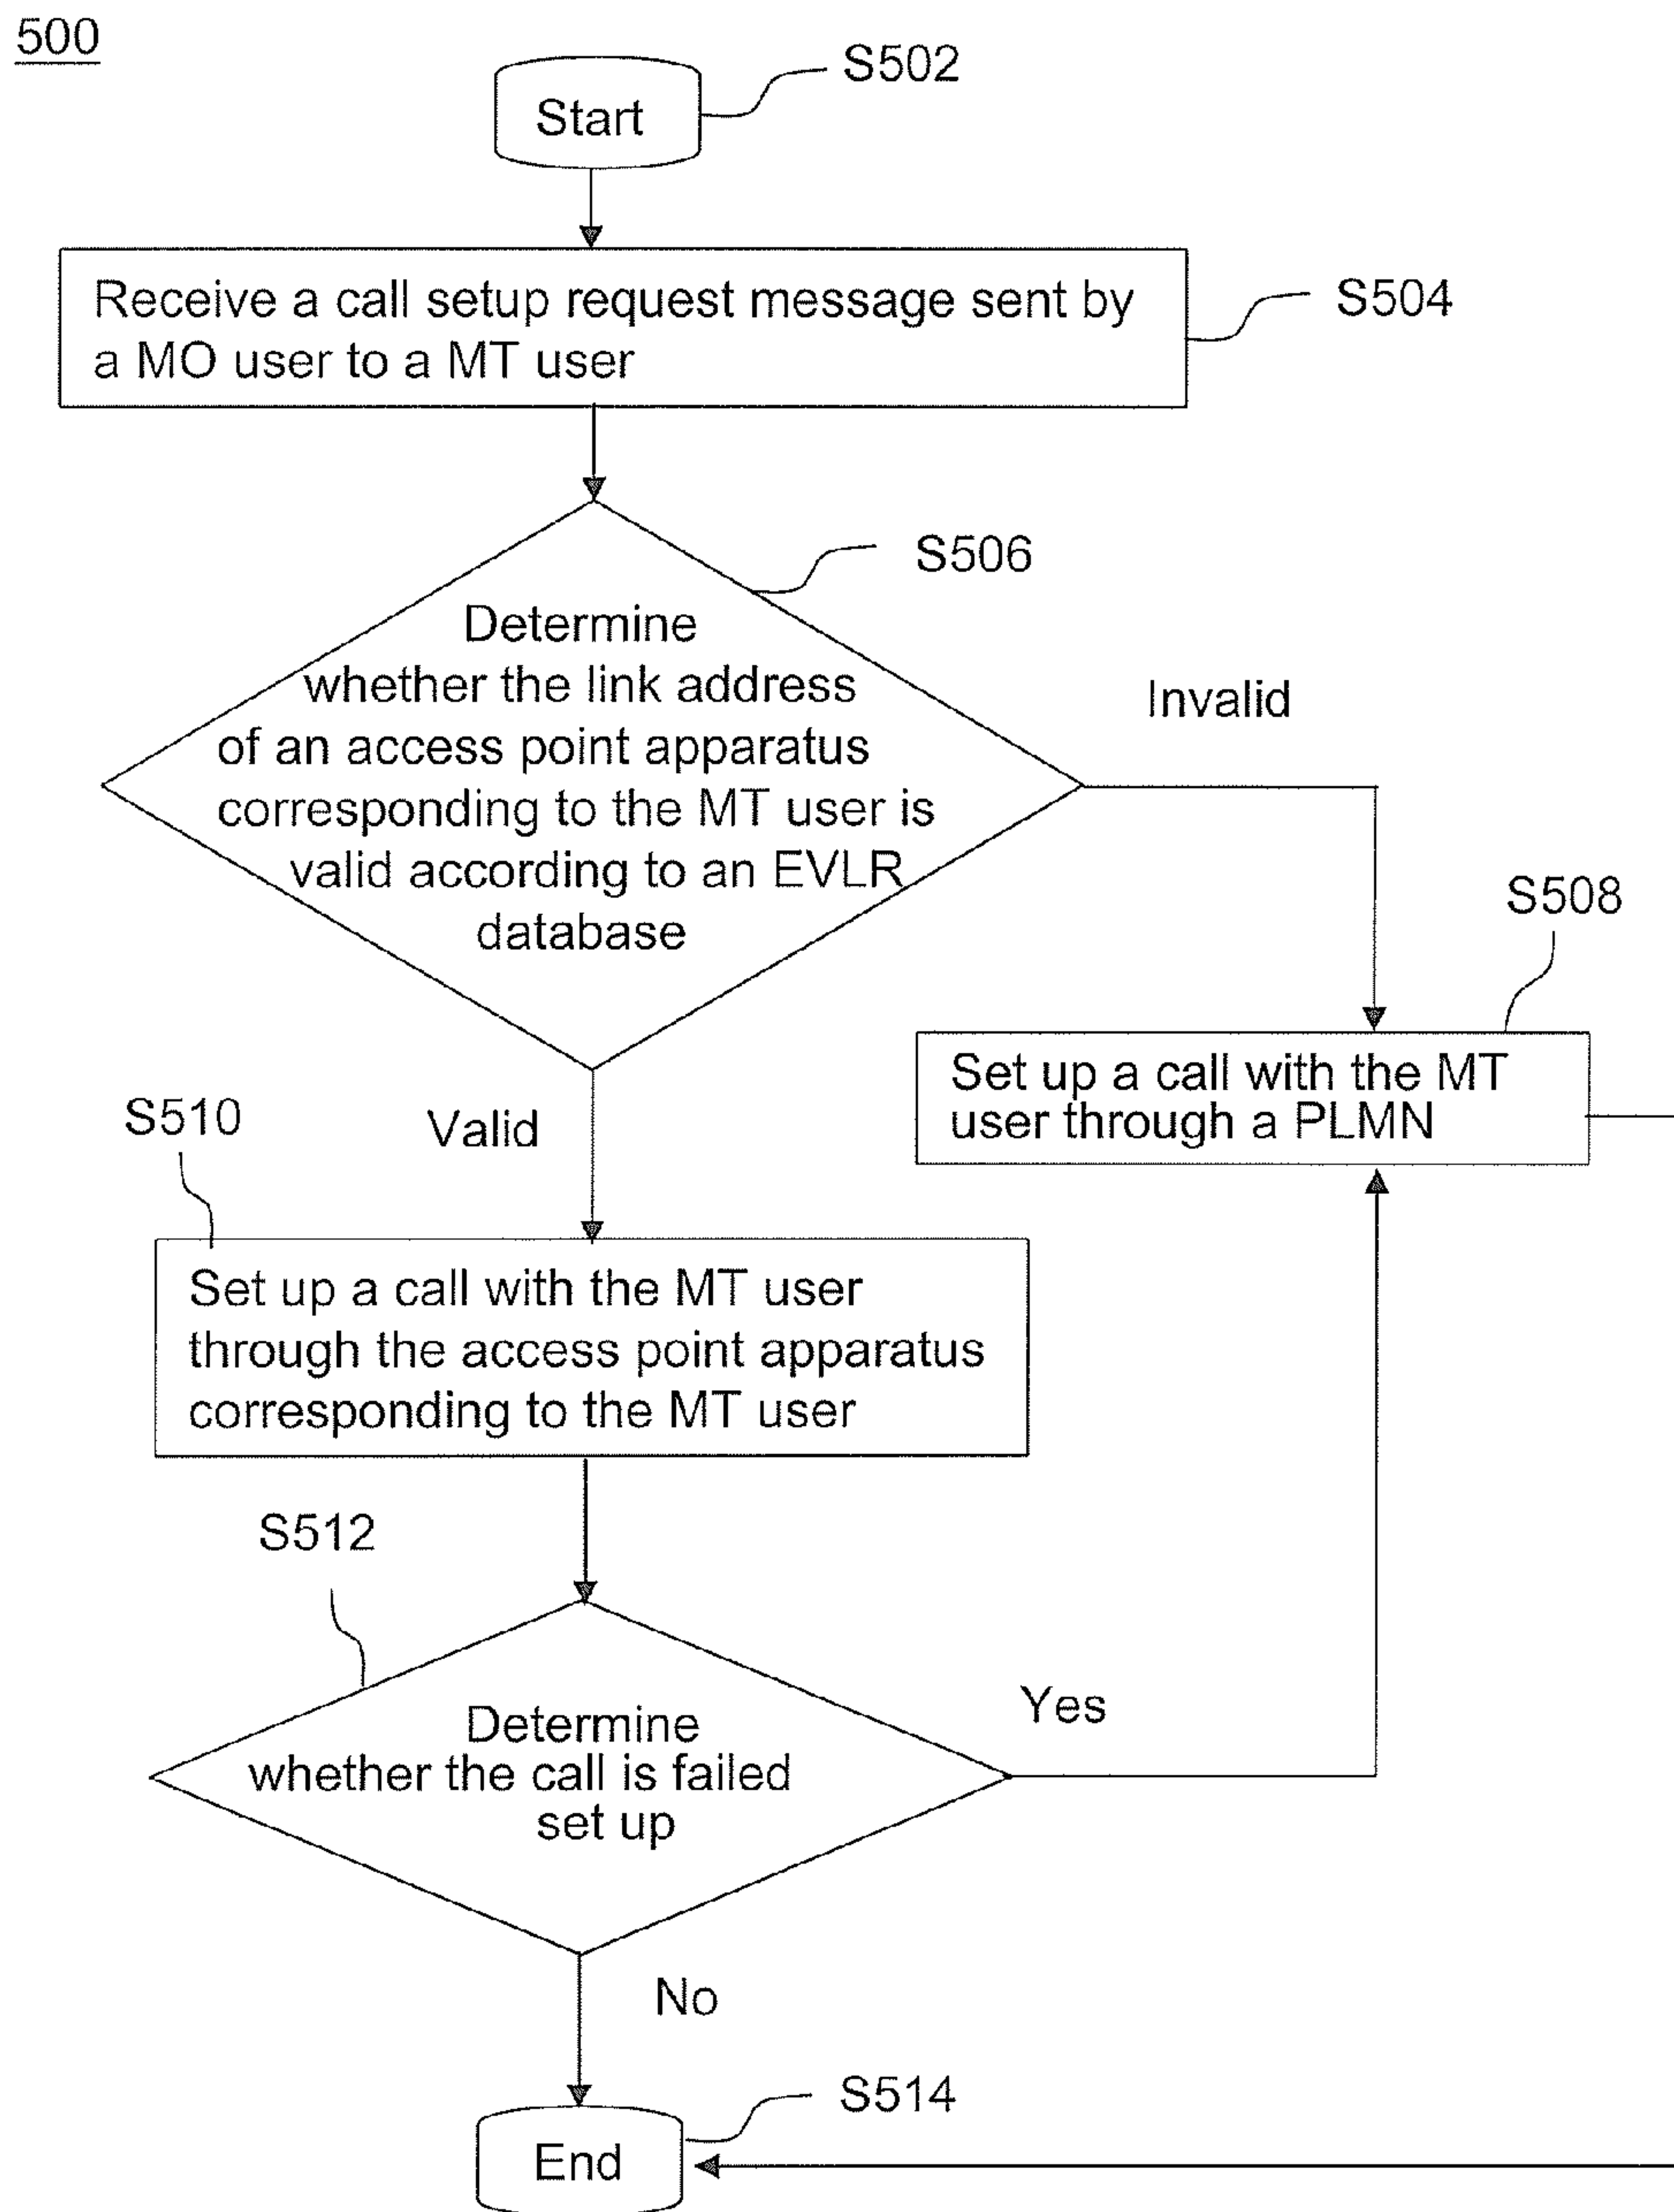 500
Start
S502
Receive a call setup request message sent by
a MO user to a MT user
S504
S506
Determine
whether the link address
of an access point apparatus
corresponding to the MT user is
valid according to an EVLR
database
Invalid
S508
Set up a call with the MT
user through a PLMN
Valid
S510
Set up a call with the MT user
through the access point apparatus
corresponding to the MT user
S512
Determine
whether the call is failed
set up
Yes
No
S514
End